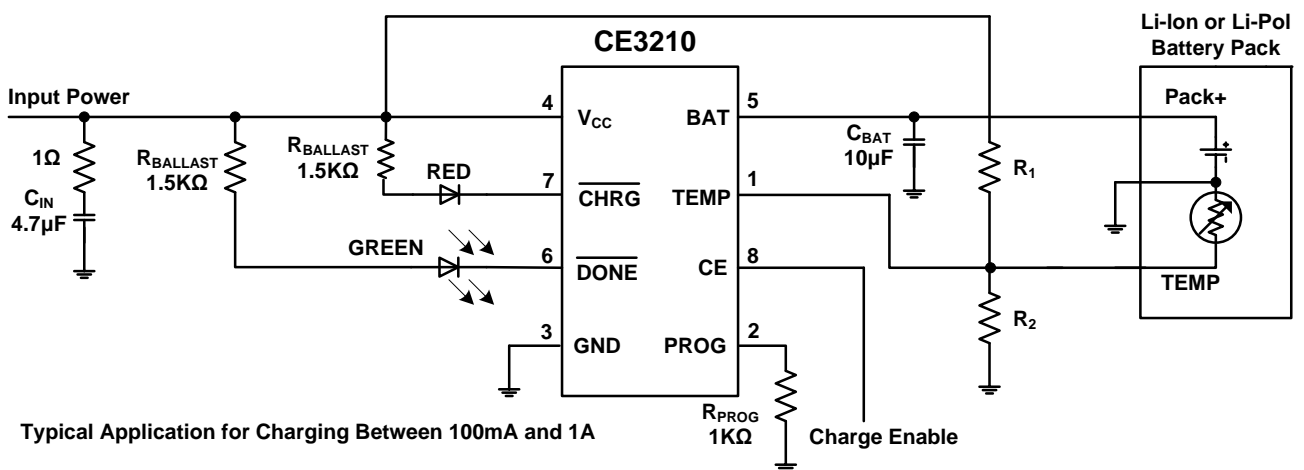 Li-Ion or Li-Pol
Battery Pack
CE3210
Input Power
Pack+
4
VCC
BAT
5
CBAT
10µF
1Ω
RBALLAST
1.5KΩ
RBALLAST
1.5KΩ
RED
7
CHRG
TEMP
1
R1
CIN
4.7µF
GREEN
6
DONE
CE
8
TEMP
R2
3
GND
PROG
2
RPROG
1KΩ
Charge Enable
Typical Application for Charging Between 100mA and 1A